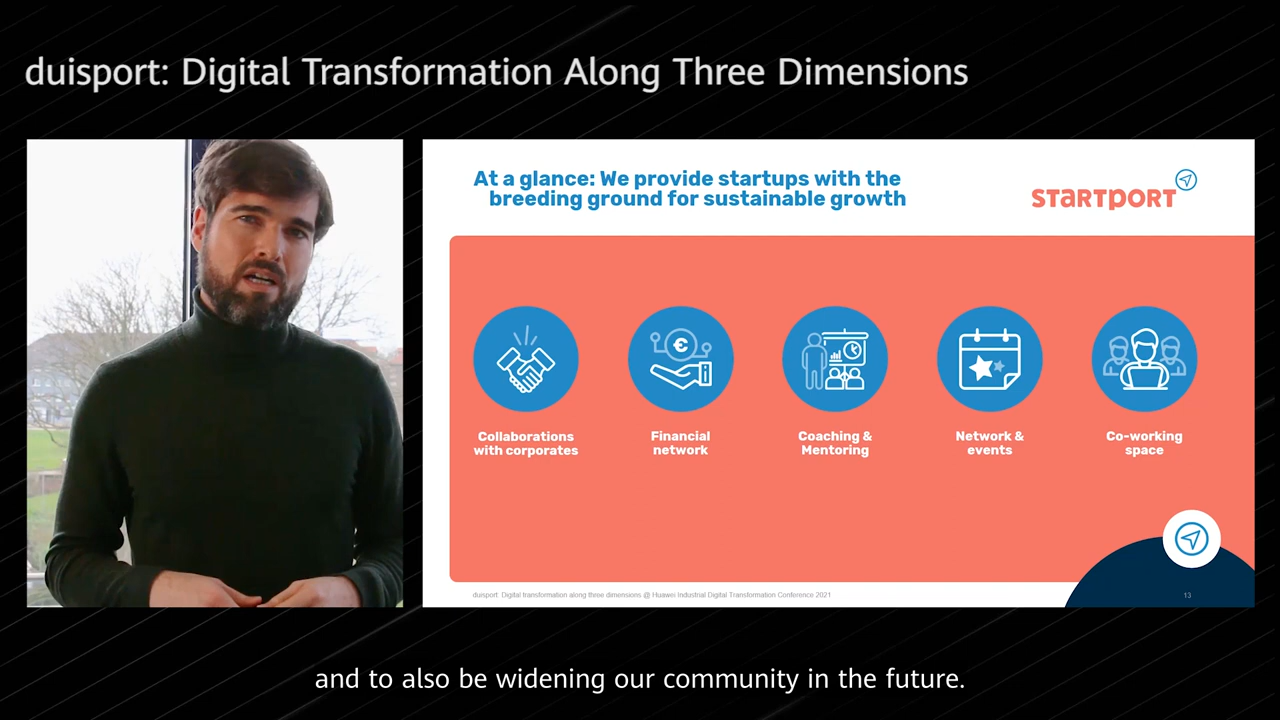 duisport: Digital Transformation Along Three Dimensions
At a glance: We provide startups with the
breeding ground for sustainable growth
STARTPORT
€
Collaborations
with corporates
Financial
network
Coaching &
Mentoring
Network &
events
Co-working
space
duisport: Digital transformation along three dimensions @ Huawei Industrial Digital Transformation Conference 2021
13
and to also be widening our community in the future.